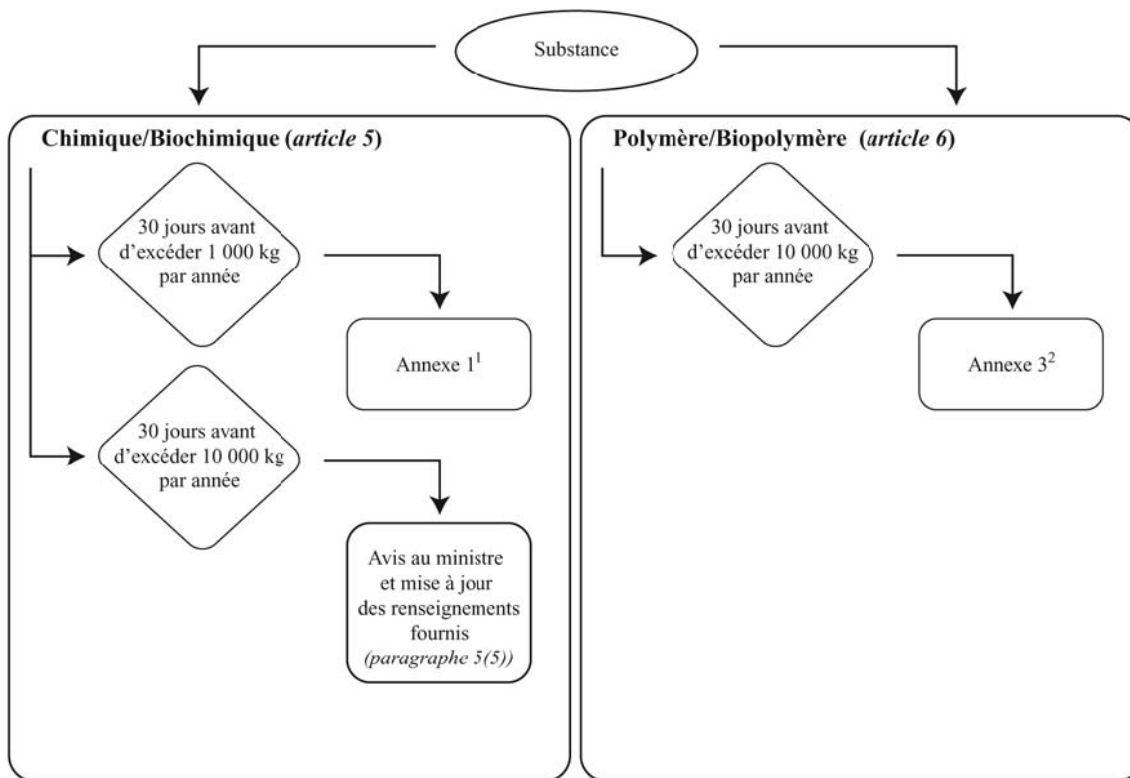 Substance
Chimique/Biochimique (article 5)
30 jours avant
d’excéder 1 000 kg
par année
Annexe 1¹
30 jours avant
d’excéder 10 000 kg
par année
Avis au ministre
et mise à jour
des renseignements
fournis
(paragraphe 5(5))
Polymère/Biopolymère (article 6)
30 jours avant
d’excéder 10 000 kg
par année
Annexe 3²